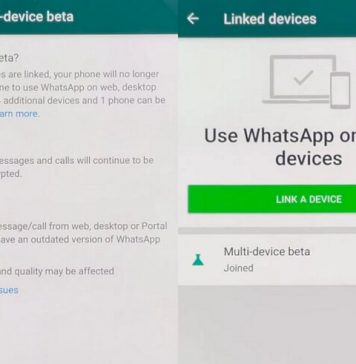 -device beta
eta?
s are linked, your phone will no longer
ne to use WhatsApp on web, desktop
additional devices and 1 phone can be
arn more.
essages and calls will continue to be
pted.
essage/call from web, desktop or Portal
ave an outdated version of WhatsApp
nd quality may be affected
sues
Linked devices
Use WhatsApp or
devices
LINK A DEVICE
Multi-device beta
Joined